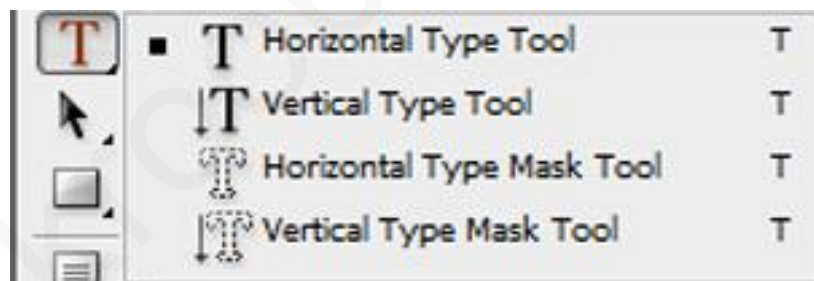 Horizontal Type Tool T
Vertical Type Tool T
Horizontal Type Mask Tool T
Vertical Type Mask Tool T